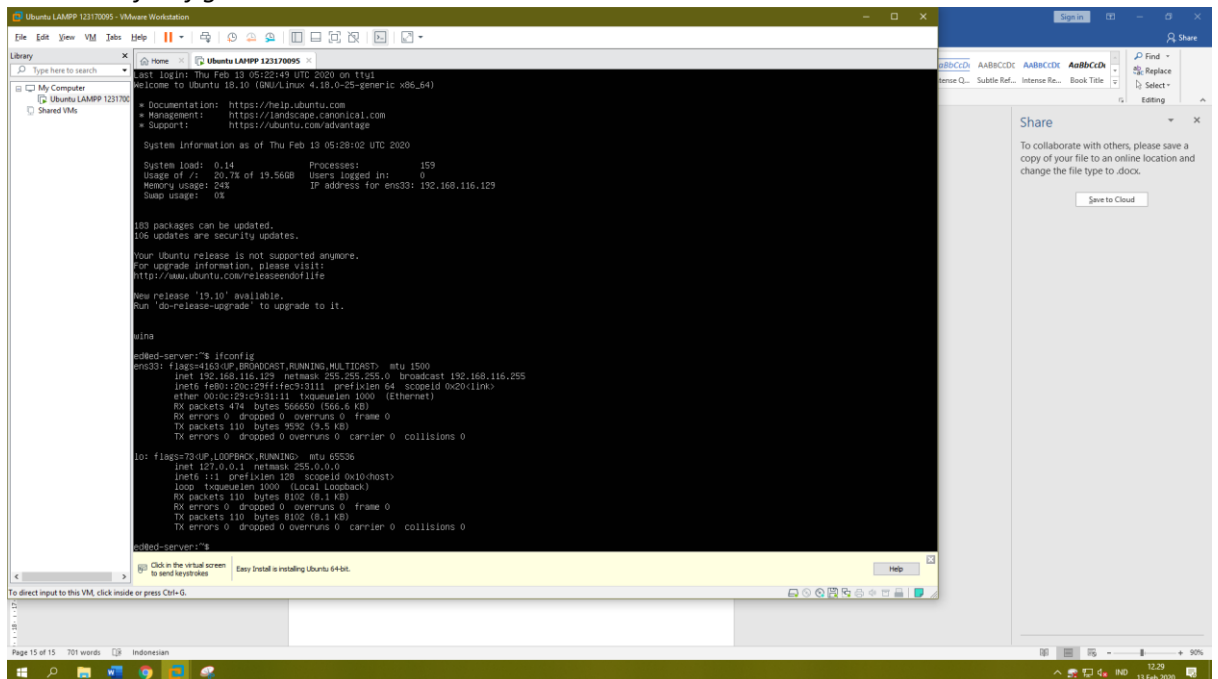 Ubuntu LAMPP 123170095 - VMware Workstation
File Edit View VM Tabs Help
Sign in
Share
Library
Type here to search
My Computer
Ubuntu LAMPP 1231700
Shared VMs
Home
Ubuntu LAMPP 123170095
Last login: Thu Feb 13 05:22:49 UTC 2020 on tty1
Welcome to Ubuntu 18.10 (GNU/Linux 4.18.0-25-generic x86_64)
* Documentation: https://help.ubuntu.com
* Management: https://landscape.canonical.com
* Support: https://ubuntu.com/advantage
System information as of Thu Feb 13 05:28:02 UTC 2020
System load: 0.14 Processes: 159
Usage of /: 20.7% of 19.56GB Users logged in: 0
Memory usage: 24% IP address for ens33: 192.168.116.129
Swap usage: 0%
183 packages can be updated.
106 updates are security updates.
Your Ubuntu release is not supported anymore.
For upgrade information, please visit:
http://www.ubuntu.com/releaseendoflife
New release '19.10' available.
Run 'do-release-upgrade' to upgrade to it.
wina
ed@ed-server:~$ ifconfig
ens33: flags=4163<UP,BROADCAST,RUNNING,MULTICAST> mtu 1500
inet 192.168.116.129 netmask 255.255.255.0 broadcast 192.168.116.255
inet6 fe80::20c:29ff:fec9:3111 prefixlen 64 scopeid 0x20<link>
ether 00:0c:29:c9:31:11 txqueuelen 1000 (Ethernet)
RX packets 474 bytes 566650 (566.6 KB)
RX errors 0 dropped 0 overruns 0 frame 0
TX packets 110 bytes 9592 (9.5 KB)
TX errors 0 dropped 0 overruns 0 carrier 0 collisions 0
lo: flags=73<UP,LOOPBACK,RUNNING> mtu 65536
inet 127.0.0.1 netmask 255.0.0.0
inet6 ::1 prefixlen 128 scopeid 0x10<host>
loop txqueuelen 1000 (Local Loopback)
RX packets 110 bytes 8102 (8.1 KB)
RX errors 0 dropped 0 overruns 0 frame 0
TX packets 110 bytes 8102 (8.1 KB)
TX errors 0 dropped 0 overruns 0 carrier 0 collisions 0
ed@ed-server:~$
Click in the virtual screen
to send keystrokes
Easy Install is installing Ubuntu 64-bit.
Help
To direct input to this VM, click inside or press Ctrl+G.
AaBbCcDc AABBCCDC AABBCCDC AaBbCcDc
tense Q... Subtle Ref... Intense Re... Book Title
Find
Replace
Select
Editing
Share
To collaborate with others, please save a
copy of your file to an online location and
change the file type to .docx.
Save to Cloud
Page 15 of 15 701 words Indonesian
90%
IND
12.29
13 Feb 2020